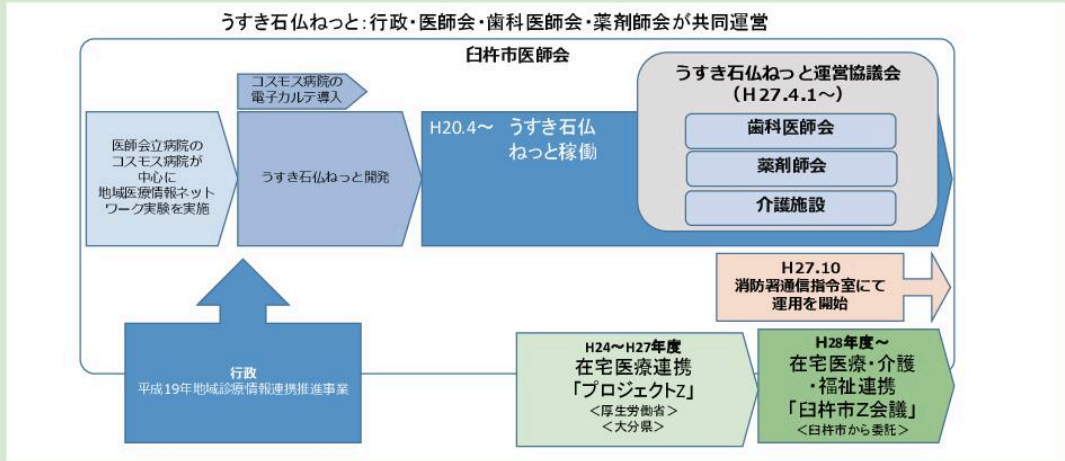 うすき石仏ねっと:行政・医師会・歯科医師会・薬剤師会が共同運営
臼杵市医師会
コスモス病院の
電子カルテ導入
医師会立病院の
コスモス病院が
中心に
地域医療情報ネット
ワーク実験を実施
うすき石仏ねっと開発
H20.4～ うすき石仏
ねっと稼働
うすき石仏ねっと運営協議会
(H27.4.1～)
歯科医師会
薬剤師会
介護施設
H27.10
消防署通信指令室にて
運用を開始
行政
平成19年地域診療情報連携推進事業
H24～H27年度
在宅医療連携
「プロジェクトZ」
<厚生労働省>
<大分県>
H28年度～
在宅医療・介護
・福祉連携
「臼杵市Z会議」
<臼杵市から委託>